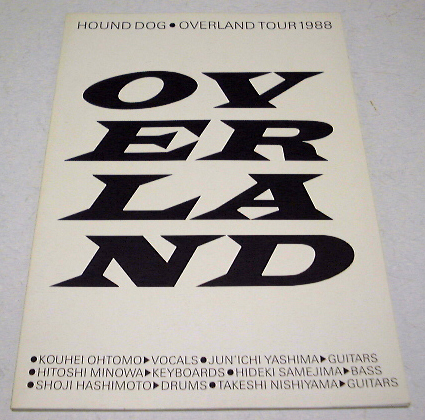 HOUND DOG ● OVERLAND TOUR 1988
OV
ER
LA
ND
●KOUHEI OHTOMO▶VOCALS ●JUN'ICHI YASHIMA▶GUITARS
●HITOSHI MINOWA▶KEYBOARDS ●HIDEKI SAMEJIMA▶BASS
●SHOJI HASHIMOTO▶DRUMS ●TAKESHI NISHIYAMA▶GUITARS